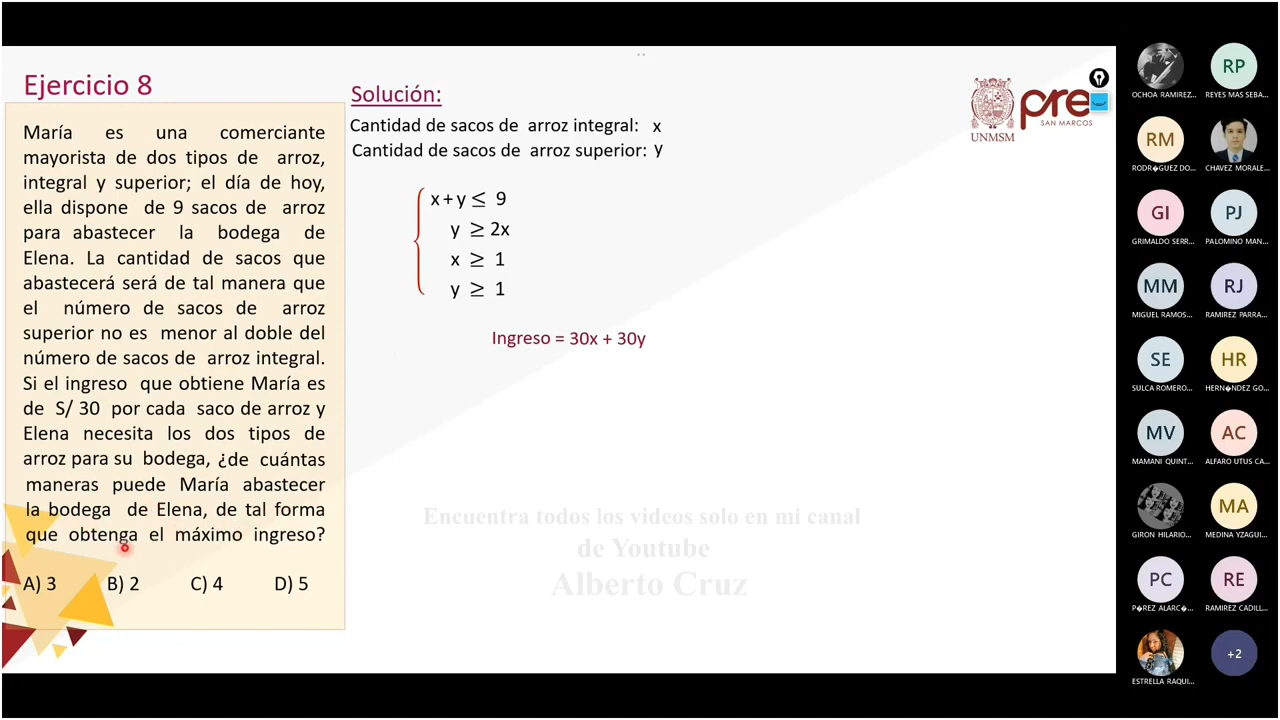 Ejercicio 8
María es una comerciante
mayorista de dos tipos de arroz,
integral y superior; el día de hoy,
ella dispone de 9 sacos de arroz
para abastecer la bodega de
Elena. La cantidad de sacos que
abastecerá será de tal manera que
el número de sacos de arroz
superior no es menor al doble del
número de sacos de arroz integral.
Si el ingreso que obtiene María es
de S/ 30 por cada saco de arroz y
Elena necesita los dos tipos de
arroz para su bodega, ¿de cuántas
maneras puede María abastecer
la bodega de Elena, de tal forma
que obtenga el máximo ingreso?
A) 3 B) 2 C) 4 D) 5
Solución:
Cantidad de sacos de arroz integral: x
Cantidad de sacos de arroz superior: y
x + y ≤ 9
y ≥ 2x
x ≥ 1
y ≥ 1
Ingreso = 30x + 30y
Encuentra todos los videos solo en mi canal
de Youtube
Alberto Cruz
UNMSM
pre
SAN MARCOS
OCHOA RAMIREZ...
RP
REYES MAS SEBA...
RM
RODR�GUEZ DO...
CHAVEZ MORALE...
GI
GRIMALDO SERR...
PJ
PALOMINO MAN...
MM
MIGUEL RAMOS...
RJ
RAMIREZ PARRA...
SE
SULCA ROMERO...
HR
HERN�NDEZ GO...
MV
MAMANI QUINT...
AC
ALFARO UTUS CA...
GIRON HILARIO...
MA
MEDINA YZAGUI...
PC
P�REZ ALARC�...
RE
RAMIREZ CADILL...
ESTRELLA RAQUI...
+2